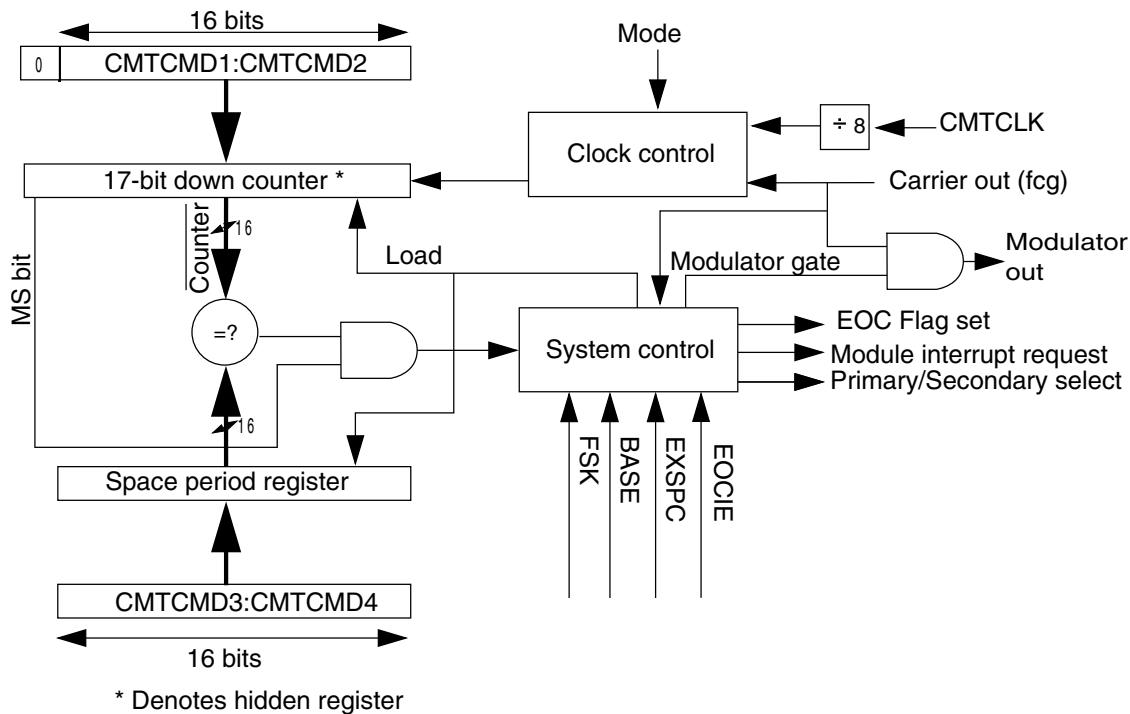 16 bits
Mode
0
CMTCMD1:CMTCMD2
÷ 8
CMTCLK
Clock control
17-bit down counter *
Carrier out (fcg)
Counter
16
MS bit
Load
Modulator gate
Modulator
out
=?
System control
EOC Flag set
Module interrupt request
Primary/Secondary select
16
FSK
BASE
EXSPC
EOCIE
Space period register
CMTCMD3:CMTCMD4
16 bits
* Denotes hidden register